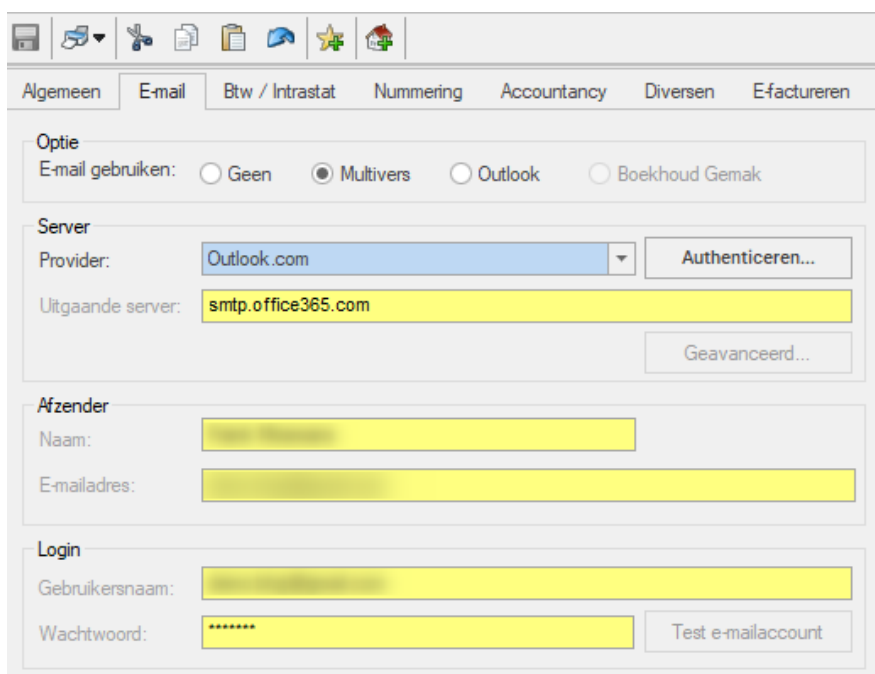 Algemeen E-mail Btw / Intrastat Nummering Accountancy Diversen E-factureren
Optie
E-mail gebruiken: Geen Multivers Outlook Boekhoud Gemak
Server
Provider: Outlook.com Authenticeren...
Uitgaande server: smtp.office365.com
Geavanceerd...
Afzender
Naam:
E-mailadres:
Login
Gebruikersnaam:
Wachtwoord: ******* Test e-mailaccount